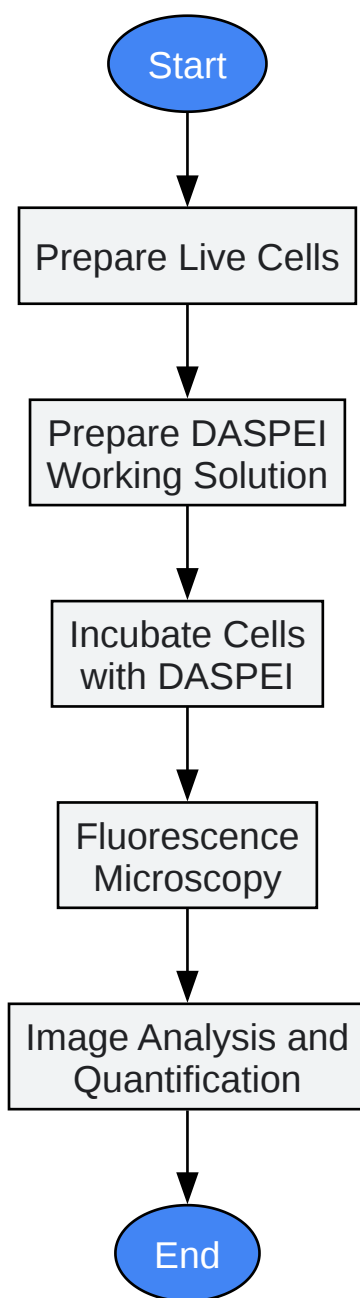 Start
Prepare Live Cells
Prepare DASPEI
Working Solution
Incubate Cells
with DASPEI
Fluorescence
Microscopy
Image Analysis and
Quantification
End